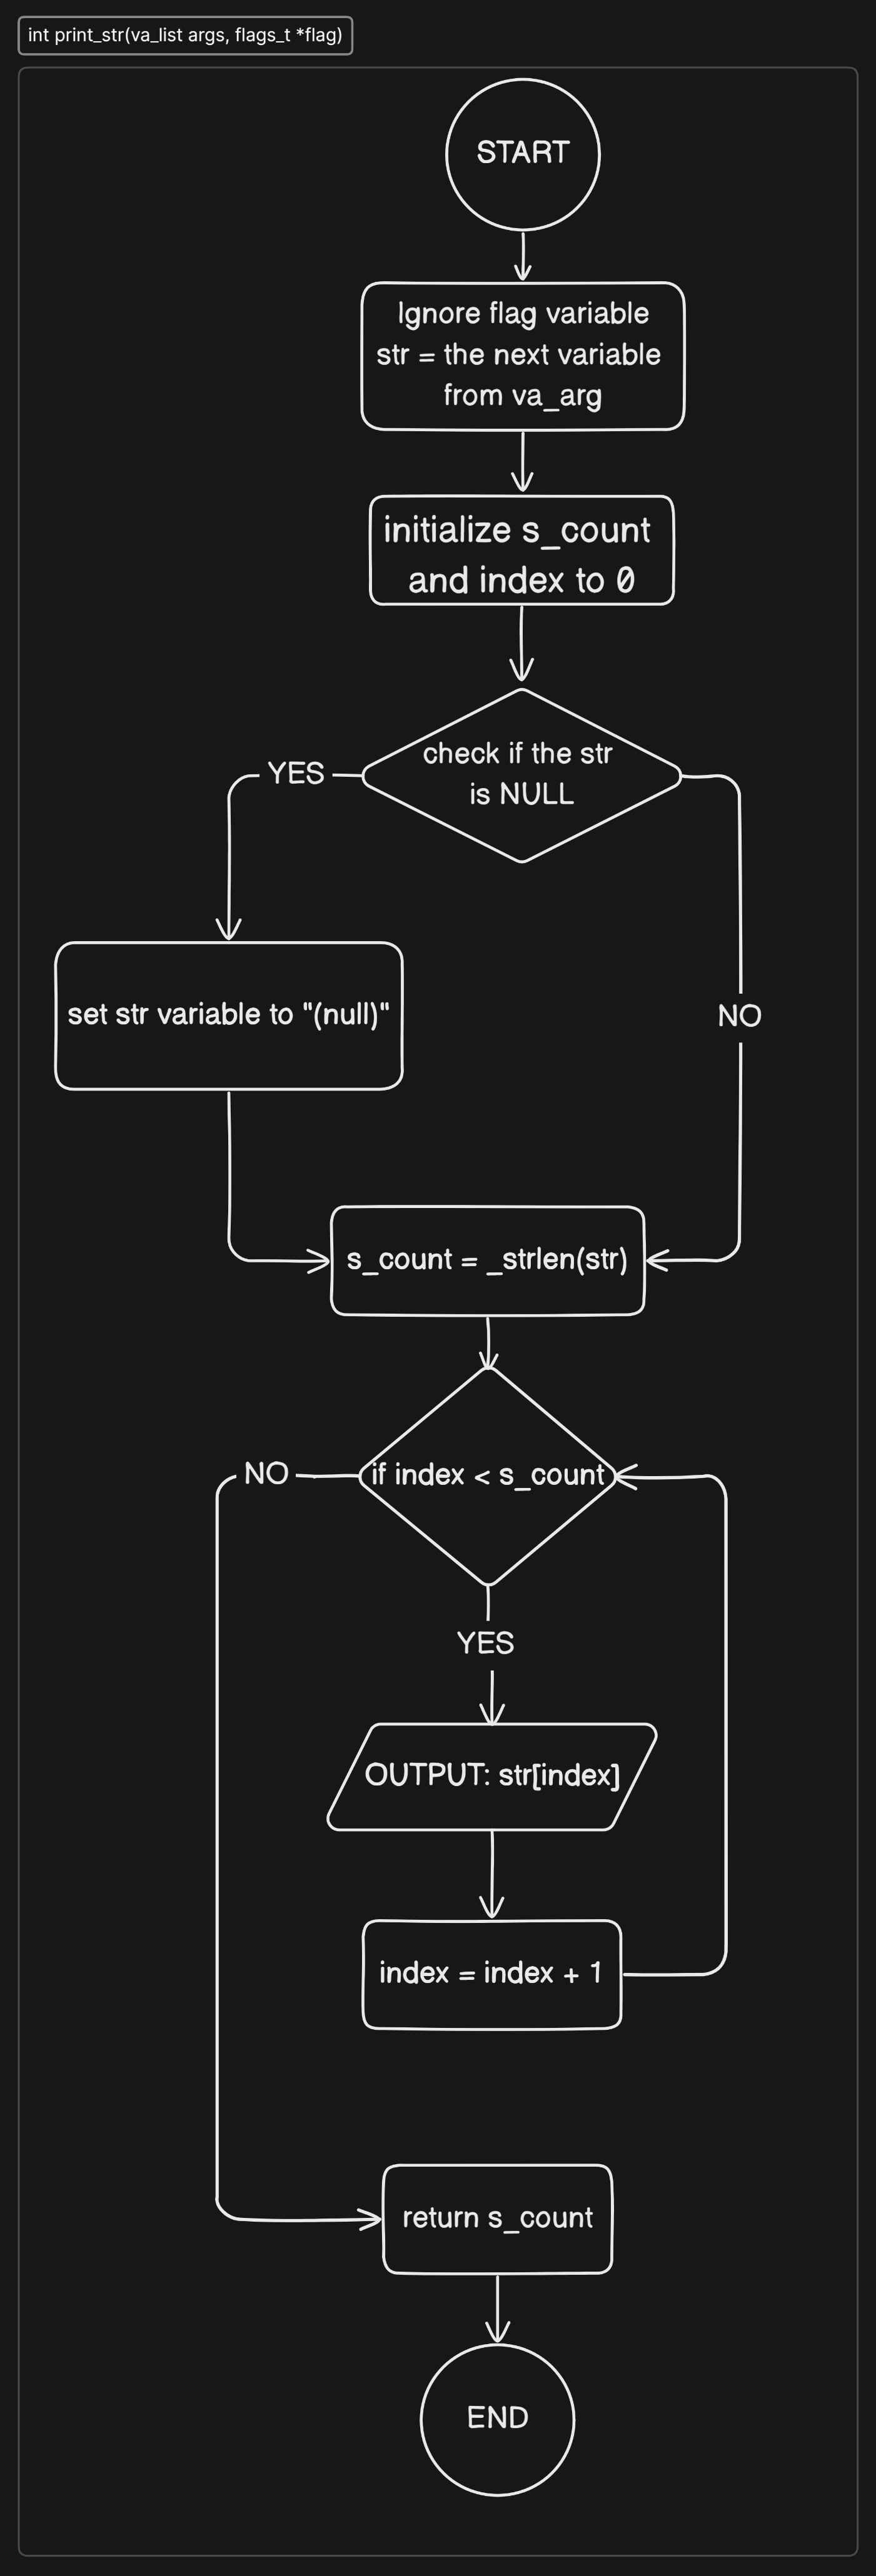 int print_str(va_list args, flags_t *flag)
START
Ignore flag variable
str = the next variable
from va_arg
initialize s_count
and index to 0
check if the str
is NULL
YES
set str variable to "(null)"
NO
s_count = _strlen(str)
NO
if index < s_count
YES
OUTPUT: str[index]
index = index + 1
return s_count
END